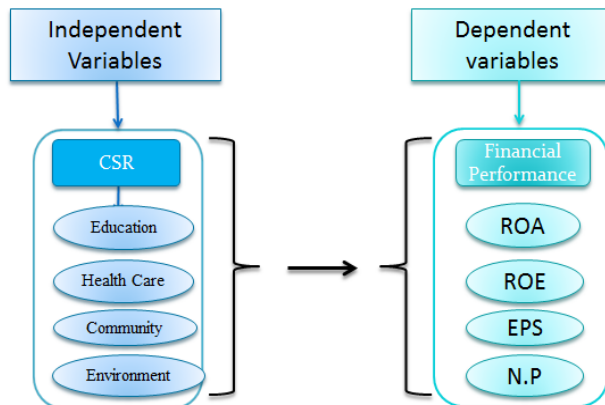 Independent
Variables
CSR
Education
Health Care
Community
Environment
Dependent
variables
Financial
Performance
ROA
ROE
EPS
N.P